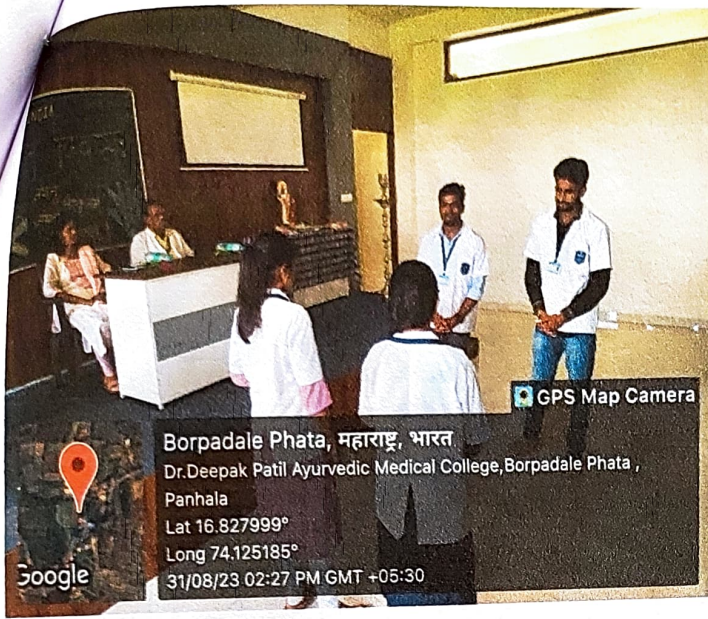 GPS Map Camera
Borpadale Phata, महाराष्ट्र, भारत
Dr.Deepak Patil Ayurvedic Medical College,Borpadale Phata ,
Panhala
Lat 16.827999°
Long 74.125185°
31/08/23 02:27 PM GMT +05:30
Google